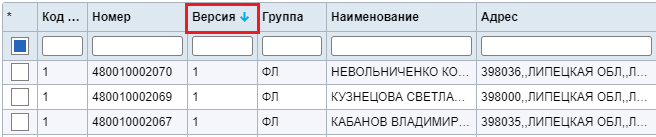 * Код ... Номер Версия Группа Наименование Адрес
1 480010002070 1 ФЛ НЕВОЛЬНИЧЕНКО КО... 398036,,ЛИПЕЦКАЯ ОБЛ,,Л...
1 480010002069 1 ФЛ КУЗНЕЦОВА СВЕТЛА... 398000,,ЛИПЕЦКАЯ ОБЛ,,Л...
1 480010002067 1 ФЛ КАБАНОВ ВЛАДИМИР... 398036,,ЛИПЕЦКАЯ ОБЛ,,Л...